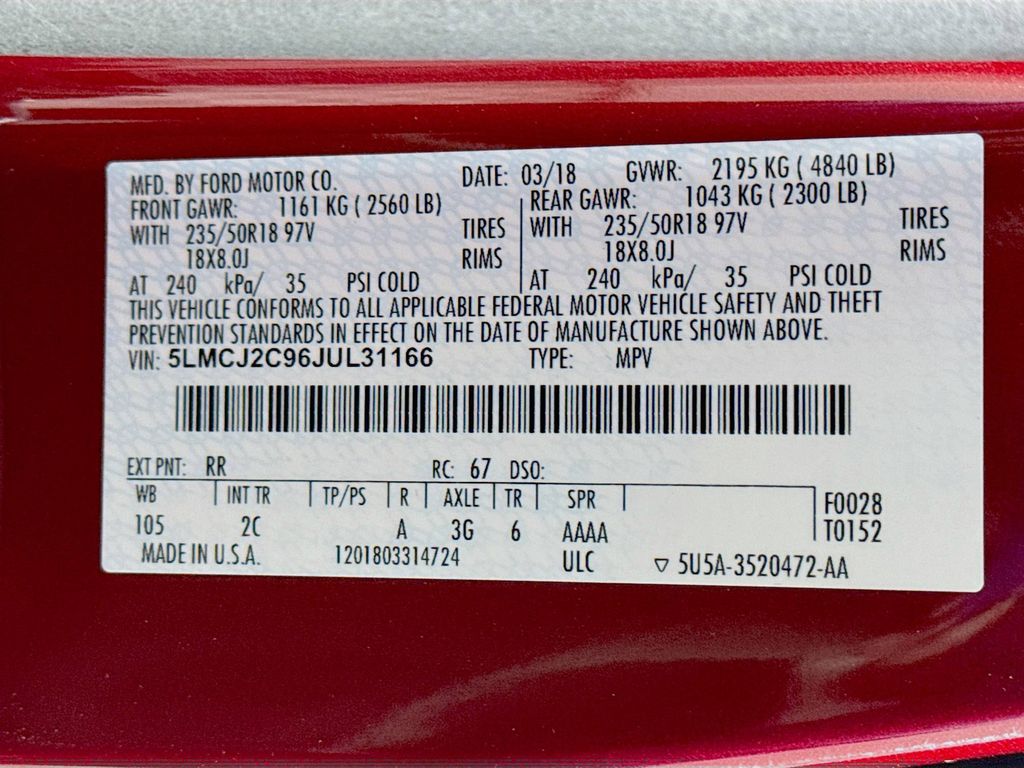 MFD. BY FORD MOTOR CO. DATE: 03/18 GVWR: 2195 KG ( 4840 LB)
FRONT GAWR: 1161 KG ( 2560 LB) REAR GAWR: 1043 KG ( 2300 LB)
WITH 235/50R18 97V TIRES WITH 235/50R18 97V TIRES
18X8.0J RIMS 18X8.0J RIMS
AT 240 kPa/ 35 PSI COLD AT 240 kPa/ 35 PSI COLD
THIS VEHICLE CONFORMS TO ALL APPLICABLE FEDERAL MOTOR VEHICLE SAFETY AND THEFT
PREVENTION STANDARDS IN EFFECT ON THE DATE OF MANUFACTURE SHOWN ABOVE.
VIN: 5LMCJ2C96JUL31166 TYPE: MPV
EXT PNT: RR RC: 67 DSO:
WB INT TR TP/PS R AXLE TR SPR F0028
105 2C A 3G 6 AAAA T0152
MADE IN U.S.A. 1201803314724 ULC ▽ 5U5A-3520472-AA